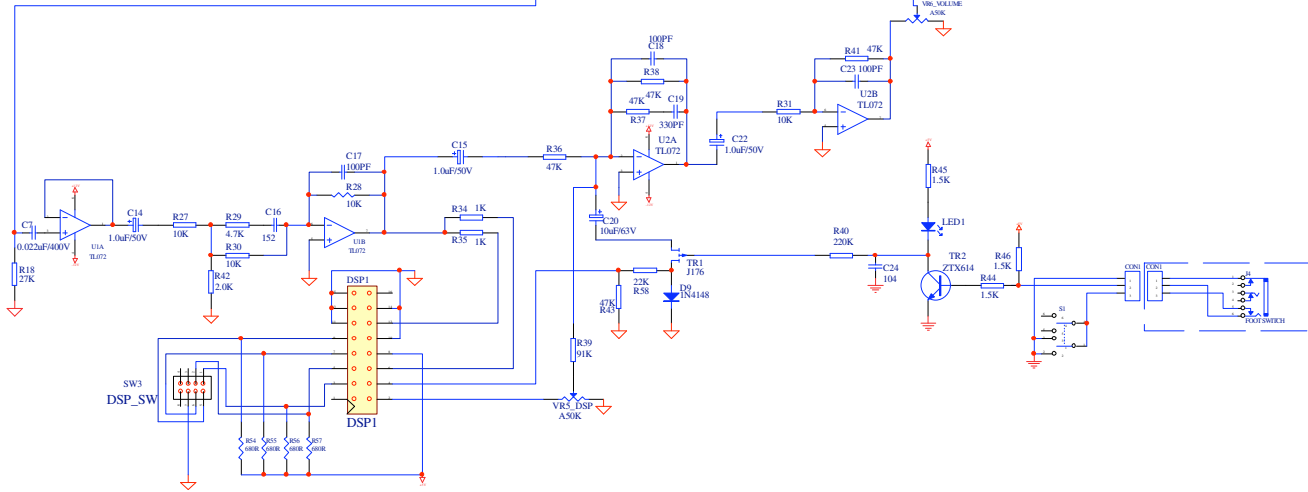 VR6_VOLUME
A50K
100PF
C18
R38
47K
47K
C19
R37
330PF
R41
47K
C23
100PF
U2B
TL072
R31
10K
U2A
TL072
C22
1.0uF/50V
C15
1.0uF/50V
R36
47K
C17
100PF
R28
10K
C7
0.022uF/400V
U1A
TL072
C14
1.0uF/50V
R27
10K
R29
4.7K
C16
152
R30
10K
R42
2.0K
R18
27K
U1B
TL072
R34
1K
R35
1K
C20
10uF/63V
TR1
J176
R40
220K
C24
104
R45
1.5K
LED1
TR2
ZTX614
R46
1.5K
R44
1.5K
CON1
CON1
J4
FOOTSWITCH
S1
22K
R58
47K
R43
D9
1N4148
R39
91K
VR5_DSP
A50K
DSP1
DSP1
SW3
DSP_SW
R54
680R
R55
680R
R56
680R
R57
680R